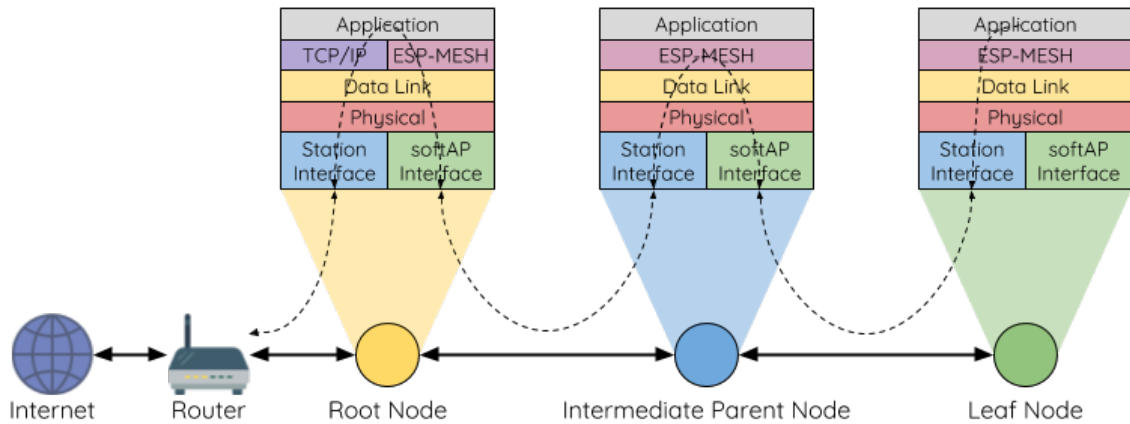 Application
TCP/IP ESP-MESH
Data Link
Physical
Station Interface
softAP Interface
Application
ESP-MESH
Data Link
Physical
Station Interface
softAP Interface
Application
ESP-MESH
Data Link
Physical
Station Interface
softAP Interface
Internet
Router
Root Node
Intermediate Parent Node
Leaf Node